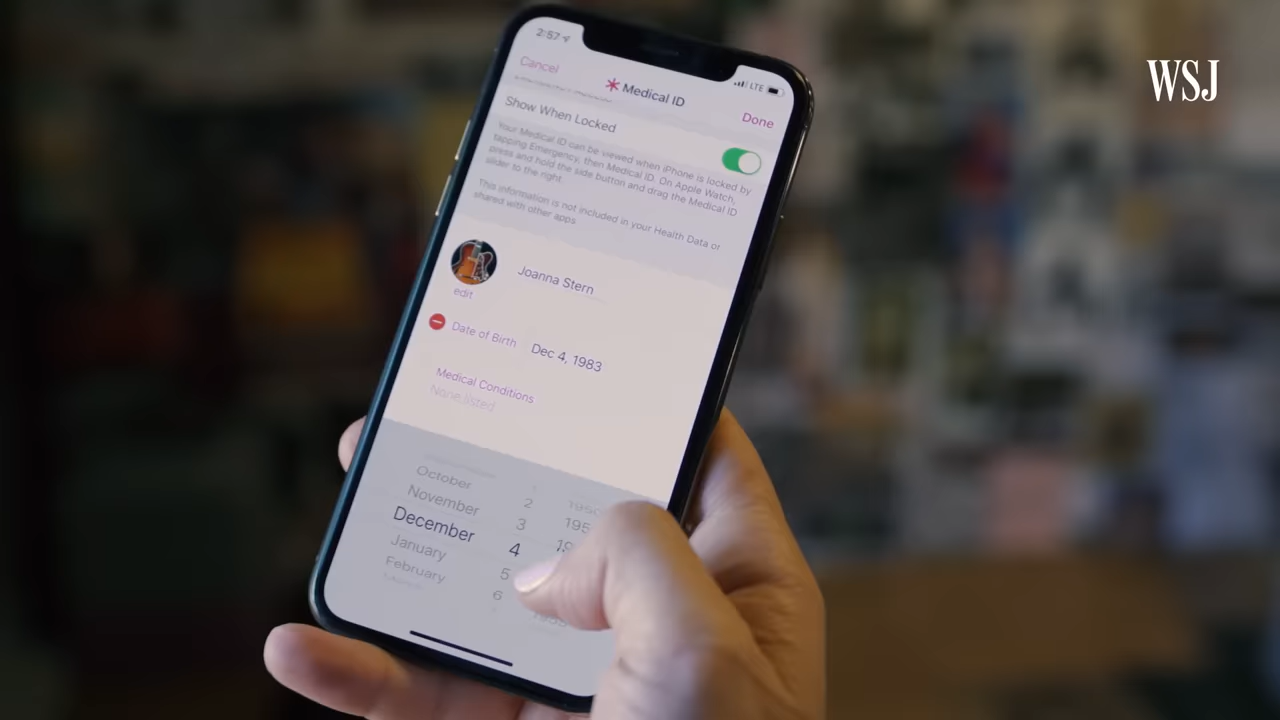 2:57
LTE
WSJ
Cancel
Medical ID
Done
Show When Locked
Your Medical ID can be viewed when iPhone is locked by
tapping Emergency, then Medical ID. On Apple Watch,
press and hold the side button and drag the Medical ID
slider to the right.
This information is not included in your Health Data or
shared with other apps
Joanna Stern
edit
Date of Birth
Dec 4, 1983
Medical Conditions
None listed
October
November 2
December 3
January 4
February 5
6